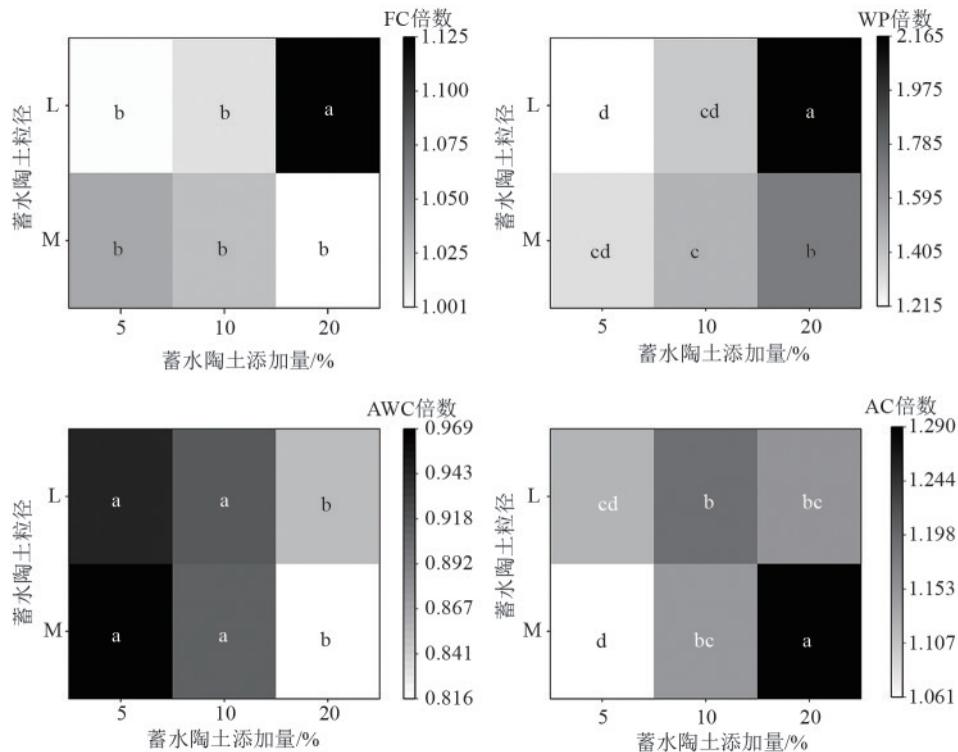 FC倍数
1.125
1.100
1.075
1.050
1.025
1.001
蓄水陶土粒径
L
M
b
b
a
b
b
b
5
10
20
蓄水陶土添加量/%
WP倍数
2.165
1.975
1.785
1.595
1.405
1.215
蓄水陶土粒径
L
M
d
cd
a
cd
c
b
5
10
20
蓄水陶土添加量/%
AWC倍数
0.969
0.943
0.918
0.892
0.867
0.841
0.816
蓄水陶土粒径
L
M
a
a
b
a
a
b
5
10
20
蓄水陶土添加量/%
AC倍数
1.290
1.244
1.198
1.153
1.107
1.061
蓄水陶土粒径
L
M
cd
b
bc
d
bc
a
5
10
20
蓄水陶土添加量/%